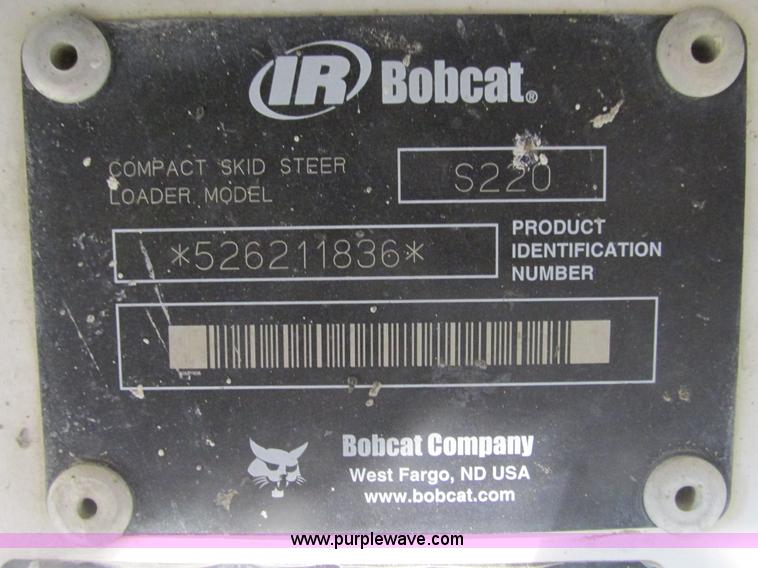 IR Bobcat®
COMPACT SKID STEER
LOADER MODEL
S220
*526211836*
PRODUCT
IDENTIFICATION
NUMBER
Bobcat Company
West Fargo, ND USA
www.bobcat.com
www.purplewave.com